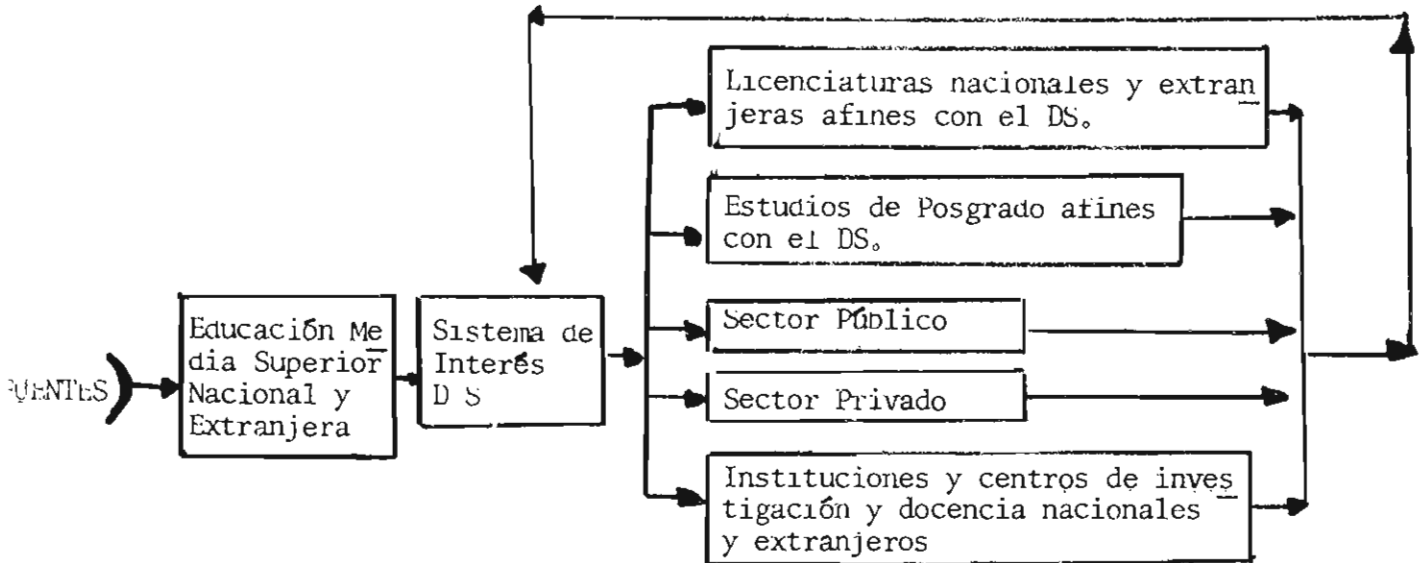 Licenciaturas nacionales y extran
jeras afines con el DS.
Estudios de Posgrado afines
con el DS.
Educación Me
dia Superior
Nacional y
Extranjera
Sistema de
Interés
D S
Sector Público
Sector Privado
Instituciones y centros de inves
tigación y docencia nacionales
y extranjeros